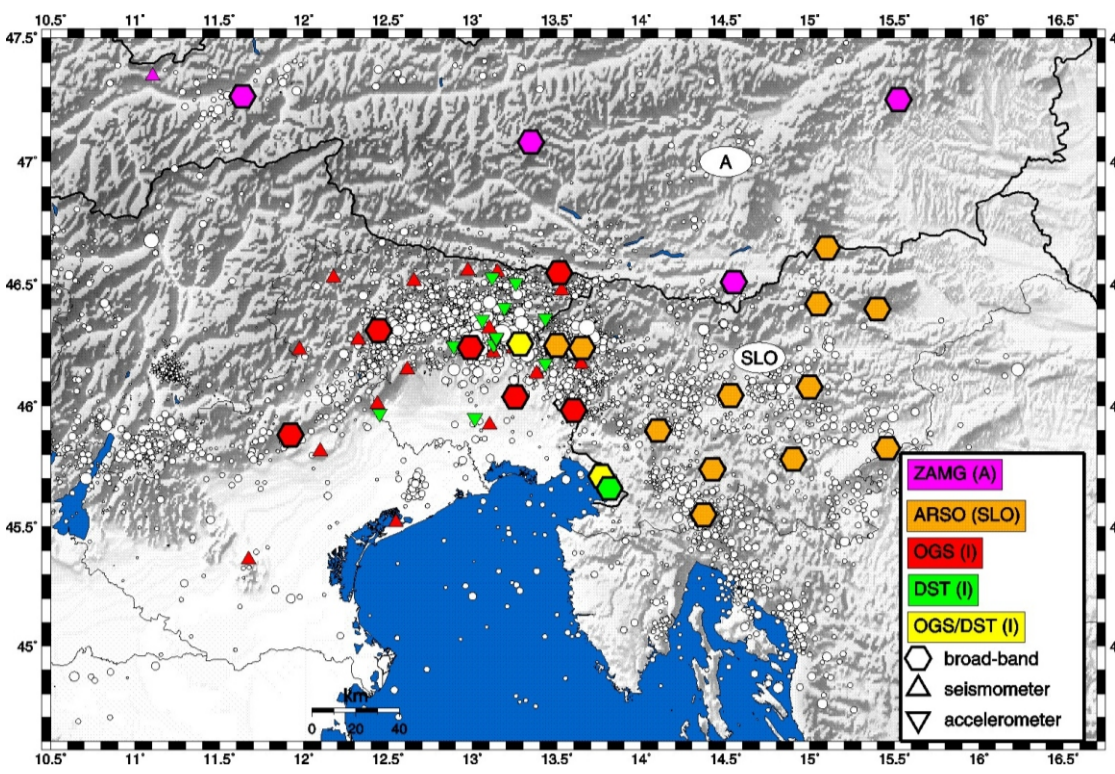 10.5° 11° 11.5° 12° 12.5° 13° 13.5° 14° 14.5° 15° 15.5° 16° 16.5°
47.5°
47°
A
46.5°
SLO
46°
ZAMG (A)
45.5°
ARSO (SLO)
OGS (I)
DST (I)
45°
OGS/DST (I)
broad-band
Km
seismometer
0 20 40
accelerometer
10.5° 11° 11.5° 12° 12.5° 13° 13.5° 14° 14.5° 15° 15.5° 16° 16.5°